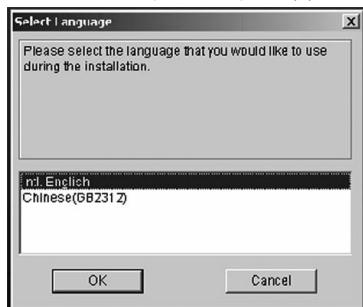 Select Language
Please select the language that you would like to use
during the installation.
Intl. English
Chinese(GB2312)
OK
Cancel